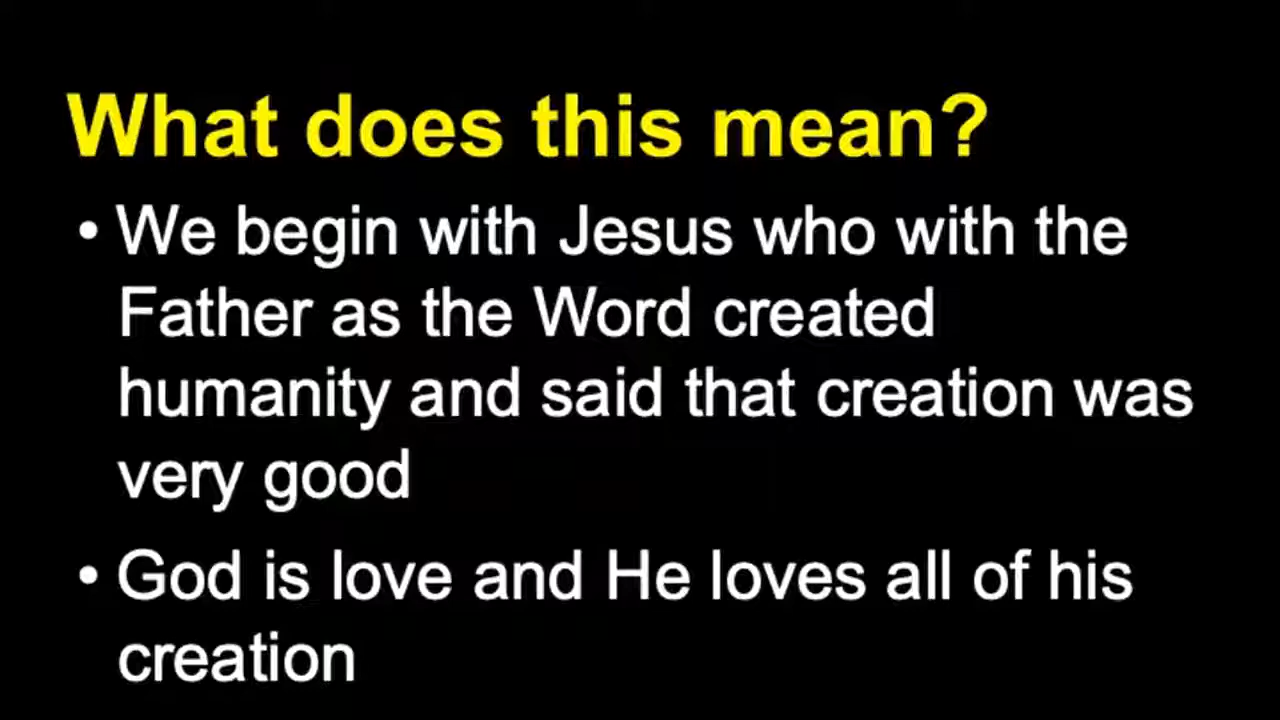 What does this mean?
• We begin with Jesus who with the
Father as the Word created
humanity and said that creation was
very good
• God is love and He loves all of his
creation